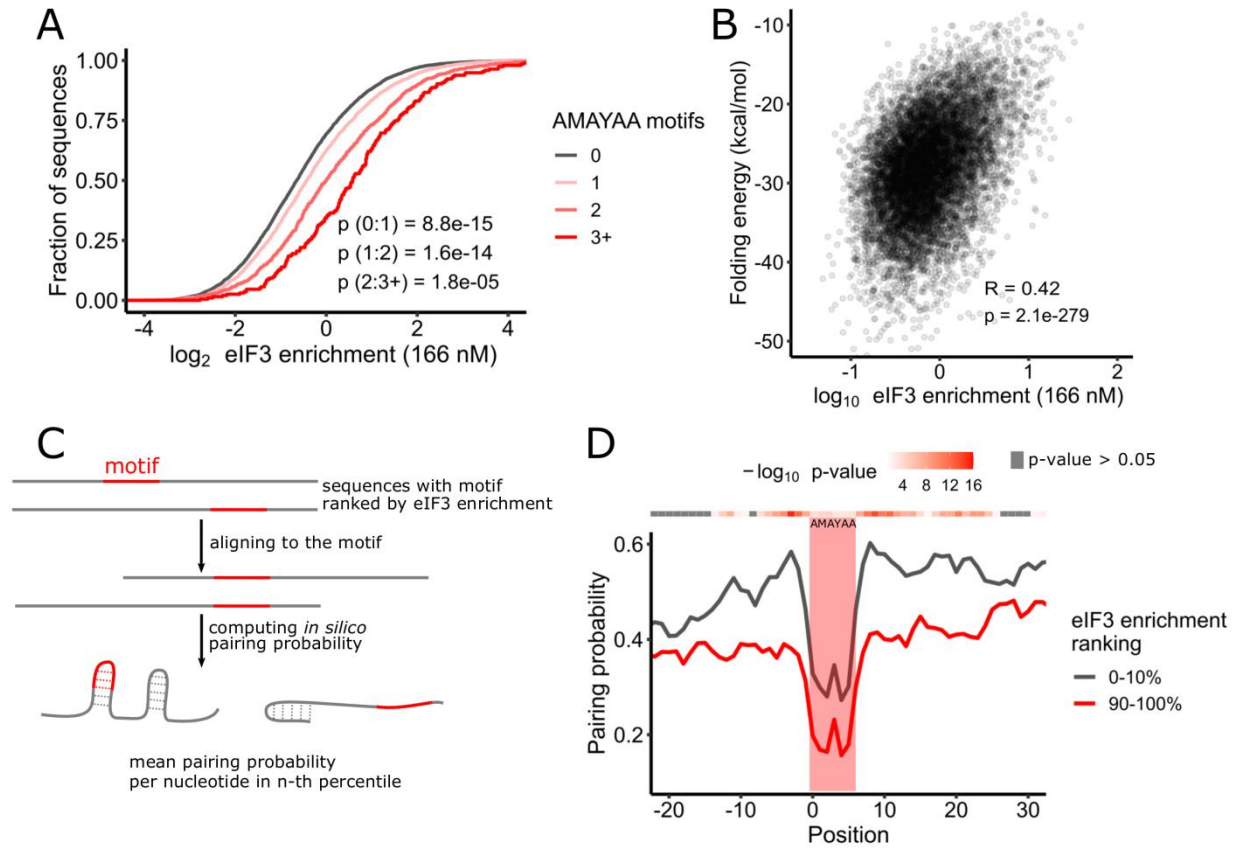 A
Fraction of sequences
1.00
0.75
0.50
0.25
0.00
p (0:1) = 8.8e-15
p (1:2) = 1.6e-14
p (2:3+) = 1.8e-05
-4
-2
0
2
4
log2 eIF3 enrichment (166 nM)
AMAYAA motifs
0
1
2
3+
B
Folding energy (kcal/mol)
-10
-20
-30
-40
-50
R = 0.42
p = 2.1e-279
-1
0
1
2
log10 eIF3 enrichment (166 nM)
C
motif
sequences with motif
ranked by eIF3 enrichment
aligning to the motif
computing in silico
pairing probability
mean pairing probability
per nucleotide in n-th percentile
D
−log10 p-value
4 8 12 16
p-value > 0.05
AMAYAA
Pairing probability
0.6
0.4
0.2
-20
-10
0
10
20
30
Position
eIF3 enrichment
ranking
0-10%
90-100%